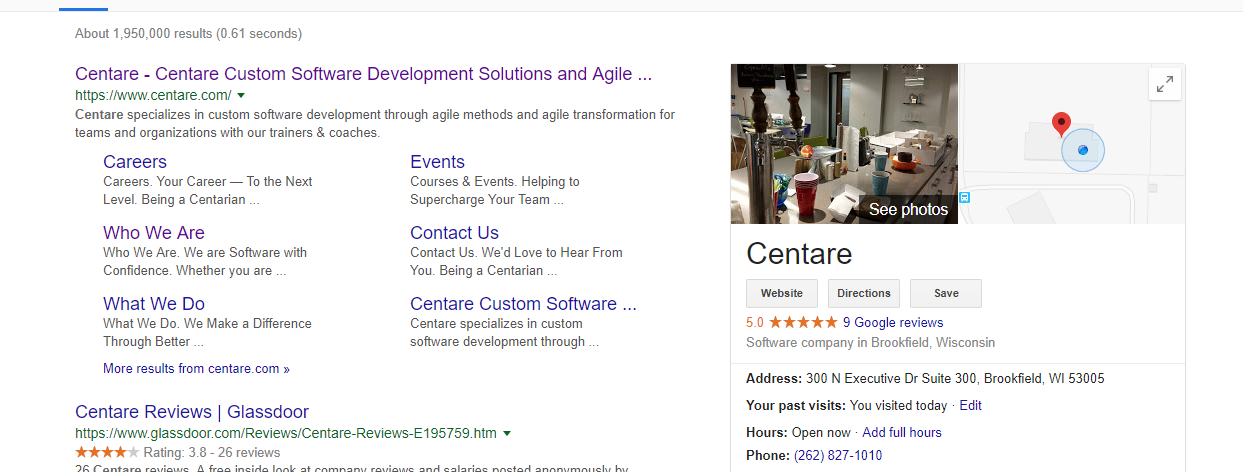 About 1,950,000 results (0.61 seconds)
Centare - Centare Custom Software Development Solutions and Agile ...
https://www.centare.com/
Centare specializes in custom software development through agile methods and agile transformation for
teams and organizations with our trainers & coaches.
Careers
Careers. Your Career — To the Next
Level. Being a Centarian ...
Events
Courses & Events. Helping to
Supercharge Your Team ...
Who We Are
Who We Are. We are Software with
Confidence. Whether you are ...
Contact Us
Contact Us. We'd Love to Hear From
You. Being a Centarian ...
What We Do
What We Do. We Make a Difference
Through Better ...
Centare Custom Software ...
Centare specializes in custom
software development through ...
More results from centare.com »
Centare Reviews | Glassdoor
https://www.glassdoor.com/Reviews/Centare-Reviews-E195759.htm
Rating: 3.8 - 26 reviews
26 Centare reviews. A free inside look at company reviews and salaries posted anonymously by
See photos
Centare
Website Directions Save
5.0 9 Google reviews
Software company in Brookfield, Wisconsin
Address: 300 N Executive Dr Suite 300, Brookfield, WI 53005
Your past visits: You visited today · Edit
Hours: Open now · Add full hours
Phone: (262) 827-1010